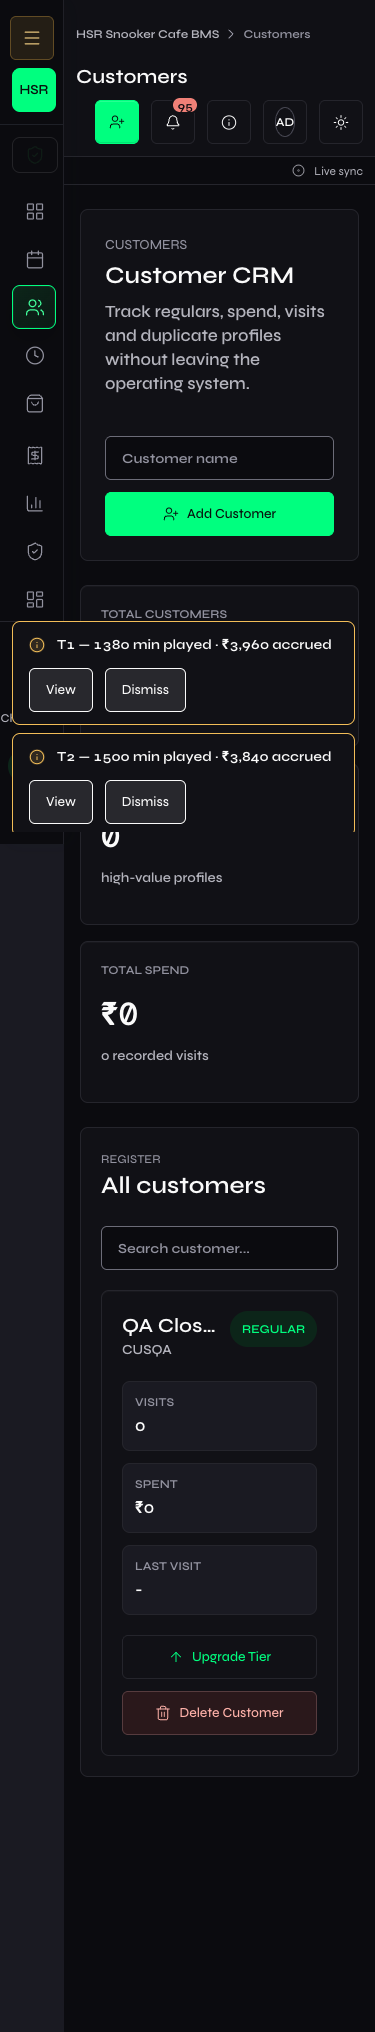 HSR Snooker Cafe BMS > Customers
HSR
Customers
95
AD
Live sync
CUSTOMERS
Customer CRM
Track regulars, spend, visits
and duplicate profiles
without leaving the
operating system.
Customer name
Add Customer
TOTAL CUSTOMERS
T1 — 1380 min played · ₹3,960 accrued
View
Dismiss
T2 — 1500 min played · ₹3,840 accrued
View
Dismiss
0
high-value profiles
TOTAL SPEND
₹0
0 recorded visits
REGISTER
All customers
Search customer...
QA Clos...
REGULAR
CUSQA
VISITS
0
SPENT
₹0
LAST VISIT
-
Upgrade Tier
Delete Customer